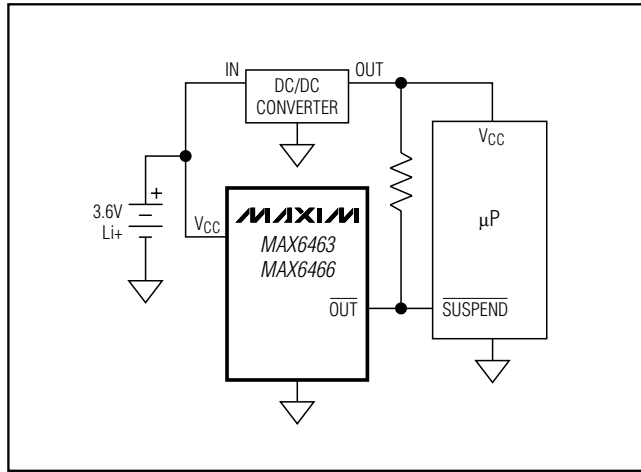 IN
OUT
DC/DC
CONVERTER
VCC
+
3.6V
Li+
VCC
MAXIM
MAX6463
MAX6466
µP
OUT
SUSPEND